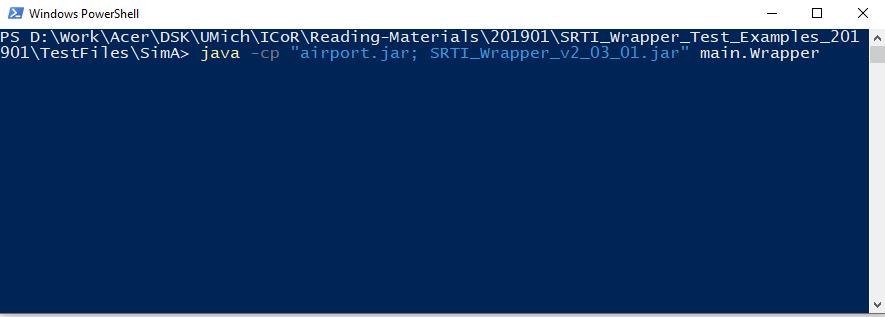 Windows PowerShell
PS D:\Work\Acer\DSK\UMich\ICoR\Reading-Materials\201901\SRTI_Wrapper_Test_Examples_201
901\TestFiles\SimA> java -cp "airport.jar; SRTI_Wrapper_v2_03_01.jar" main.Wrapper